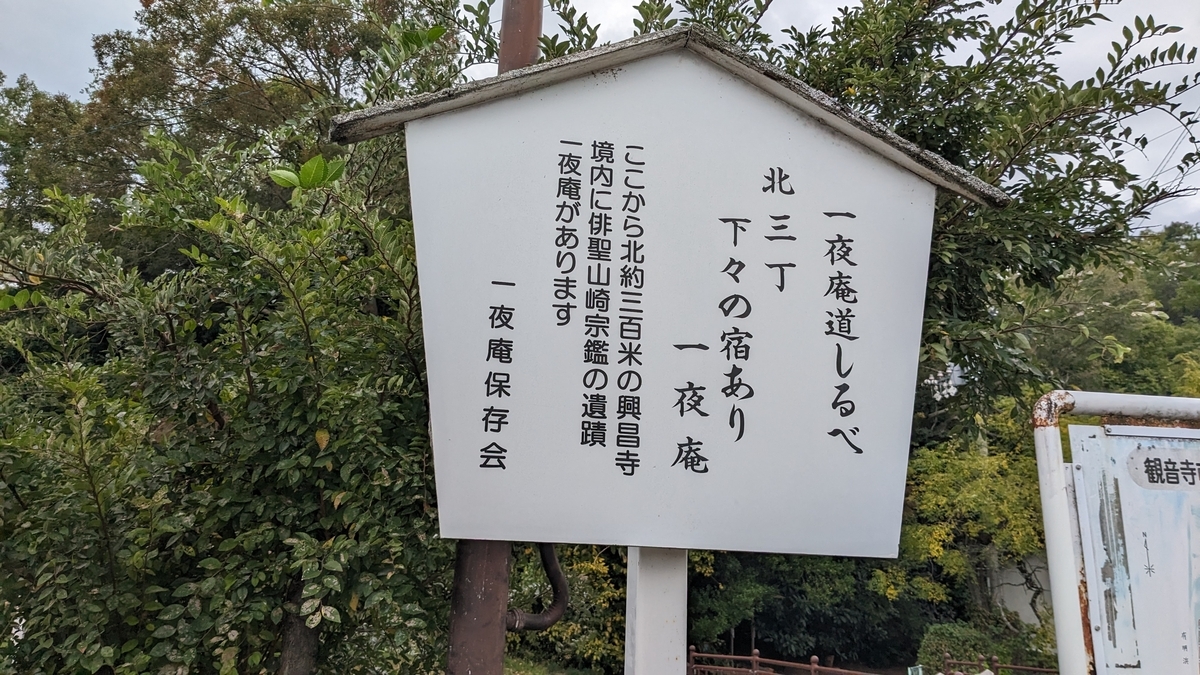 一夜庵道しるべ
北三丁
下々の宿あり
一夜庵
ここから北約三百米の興昌寺
境内に俳聖山崎宗鑑の遺蹟
一夜庵があります
一夜庵保存会
観音寺
N